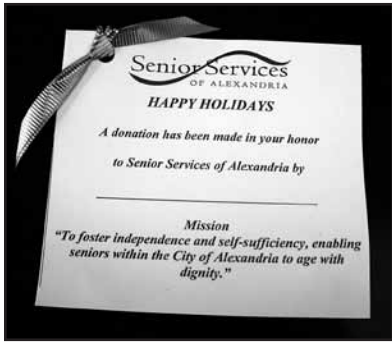 Senior Services
OF ALEXANDRIA
HAPPY HOLIDAYS
A donation has been made in your honor
to Senior Services of Alexandria by
Mission
“To foster independence and self-sufficiency, enabling
seniors within the City of Alexandria to age with
dignity.”